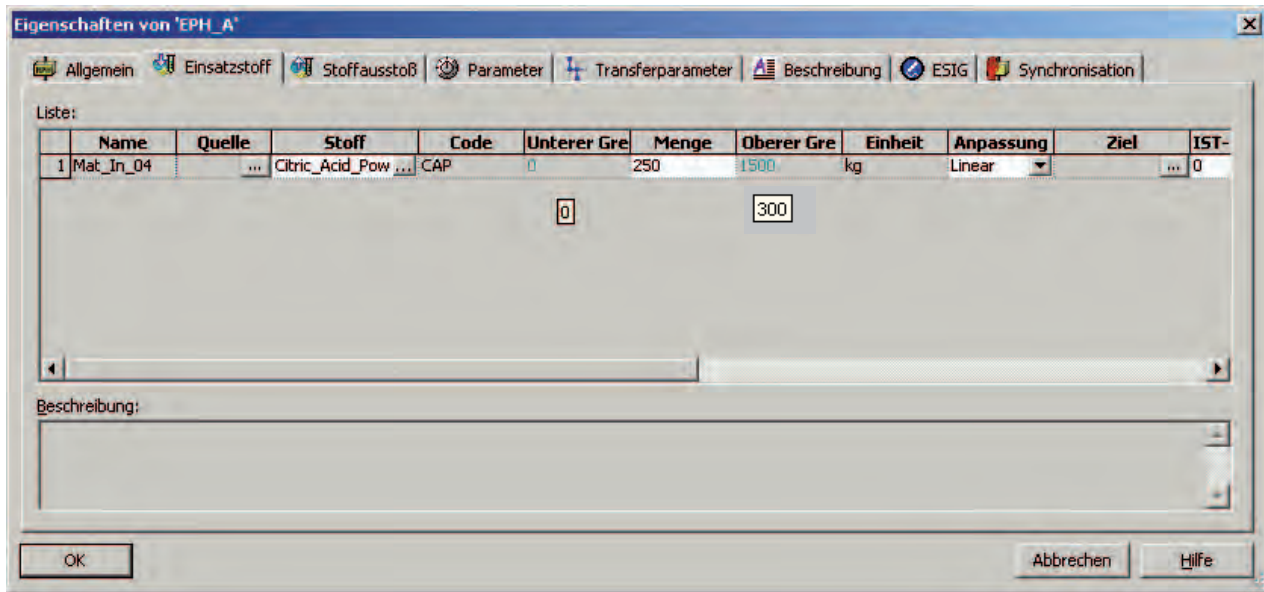 Eigenschaften von 'EPH_A'
Allgemein Einsatzstoff Stoffausstoß Parameter Transferparameter Beschreibung ESIG Synchronisation
Liste:
Name Quelle Stoff Code Unterer Gre Menge Oberer Gre Einheit Anpassung Ziel IST-
1 Mat_In_04 ... Citric_Acid_Pow ... CAP 0 250 1500 kg Linear ... 0
0 300
Beschreibung:
OK Abbrechen Hilfe